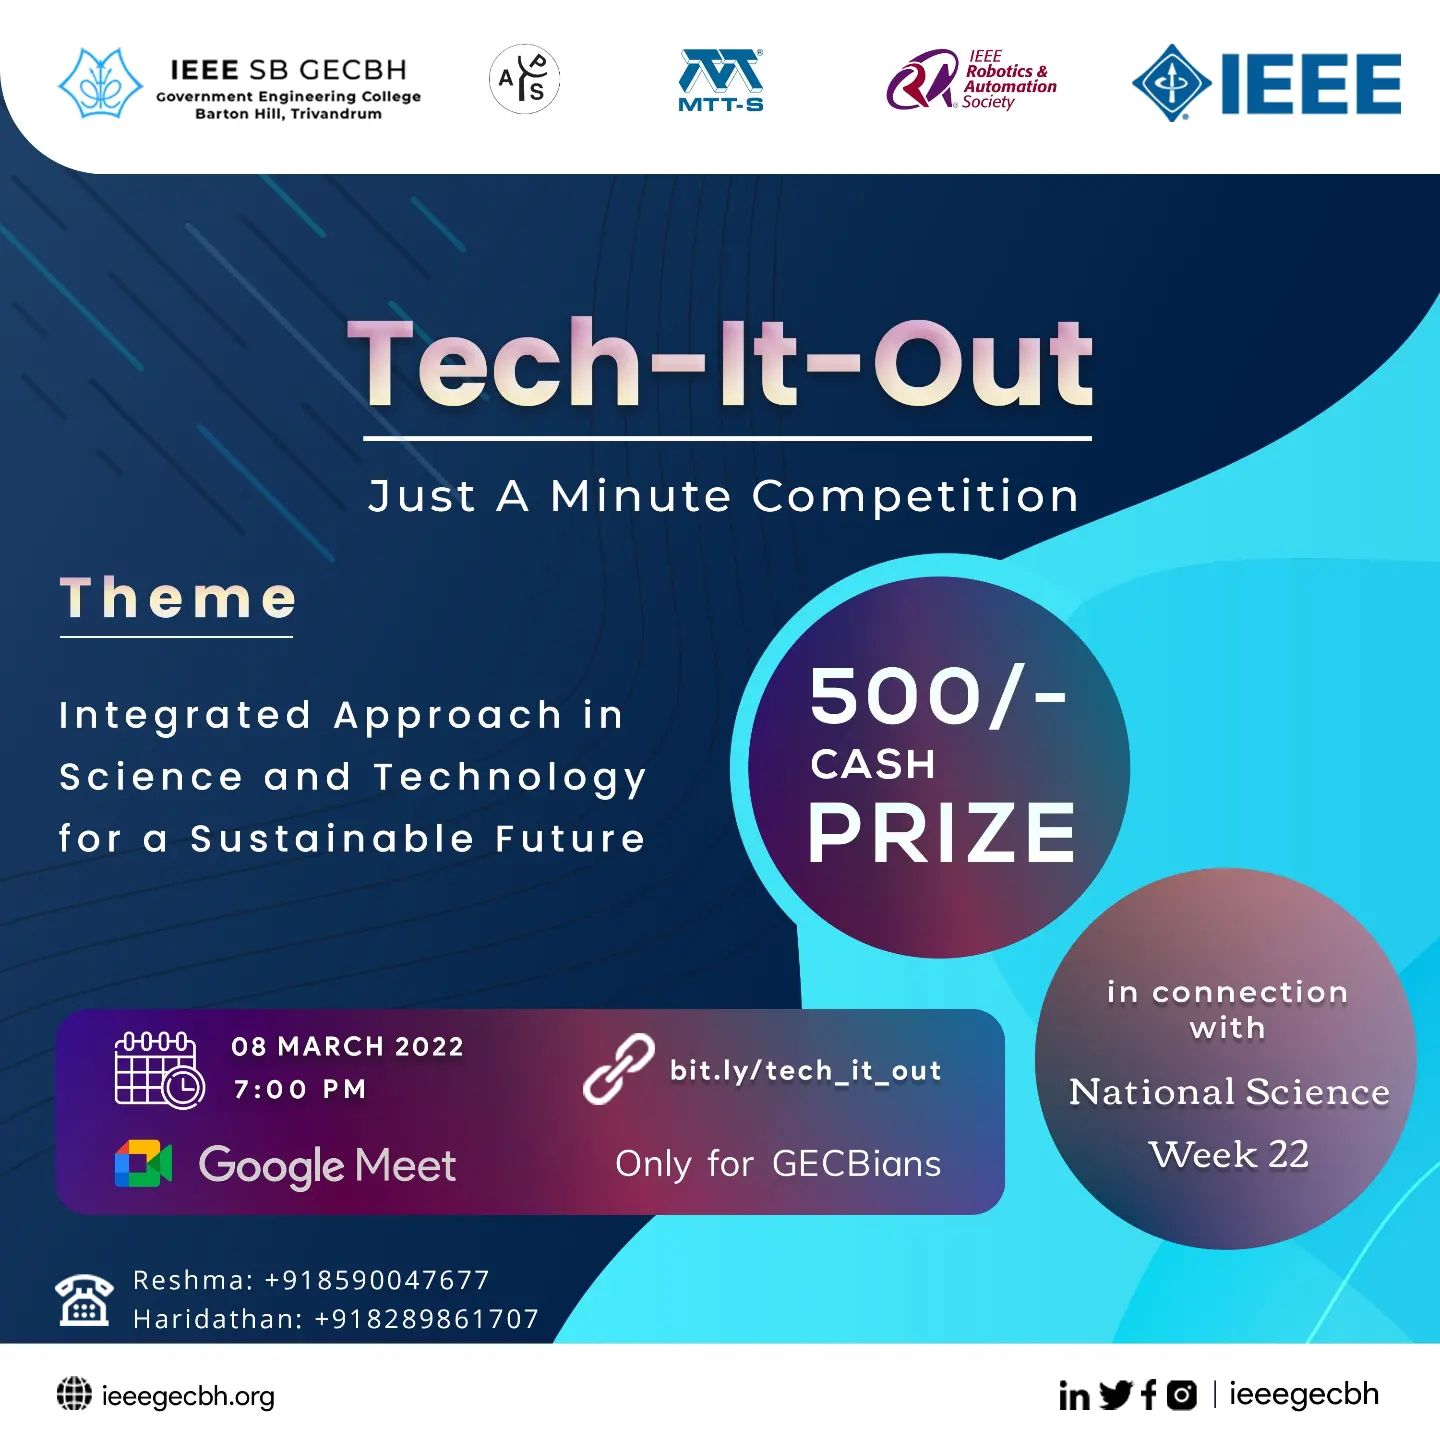 IEEE SB GECBH
Government Engineering College
Barton Hill, Trivandrum
A P S
MTT-S
IEEE
Robotics &
Automation
Society
IEEE
Tech-It-Out
Just A Minute Competition
Theme
Integrated Approach in
Science and Technology
for a Sustainable Future
500/-
CASH
PRIZE
in connection
with
National Science
Week 22
08 MARCH 2022
7:00 PM
bit.ly/tech_it_out
Google Meet
Only for GECBians
Reshma: +918590047677
Haridathan: +918289861707
ieeegecbh.org
in f | ieeegecbh